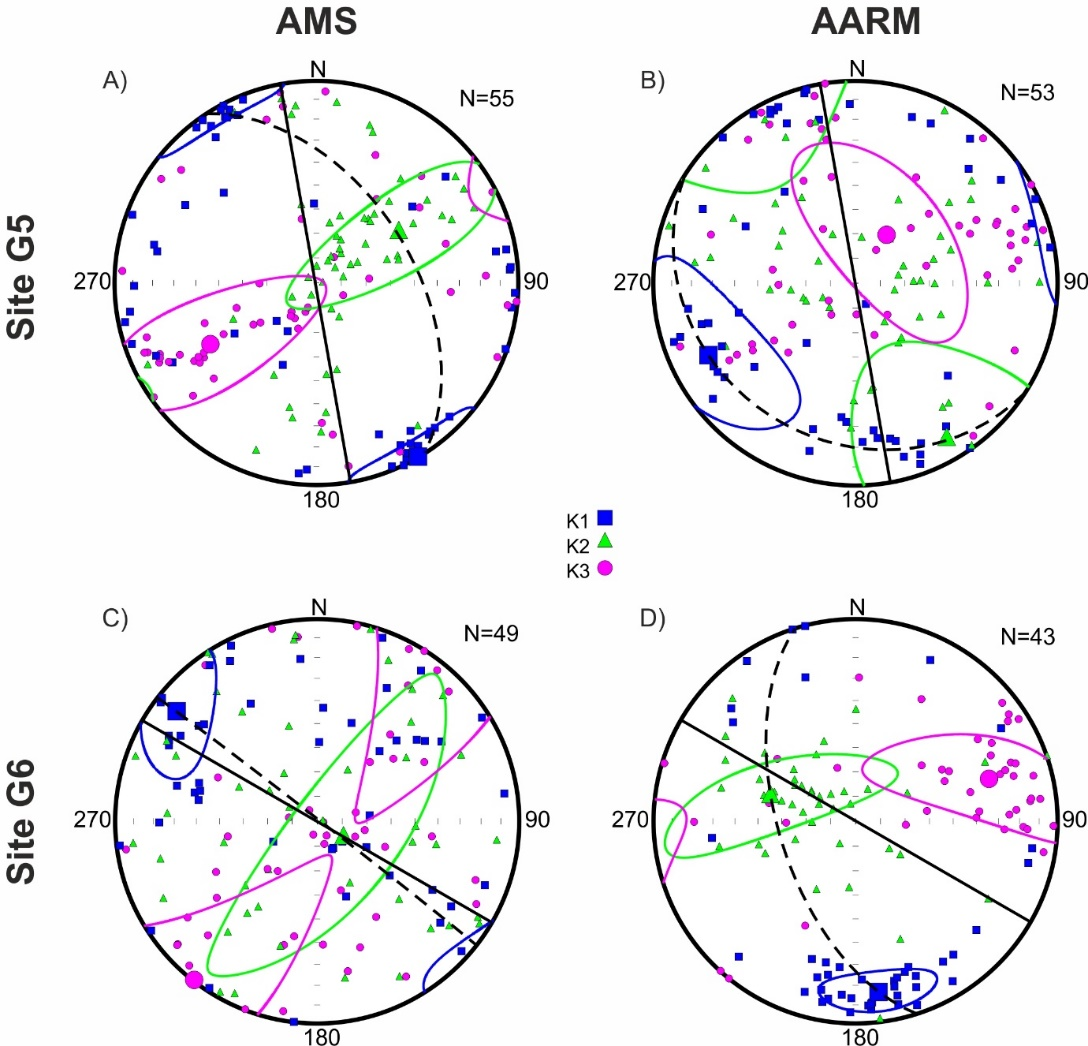 AMS
AARM
A)
N
N=55
B)
N
N=53
Site G5
270
90
270
90
180
180
K1
K2
K3
C)
N
N=49
D)
N
N=43
Site G6
270
90
270
90
180
180